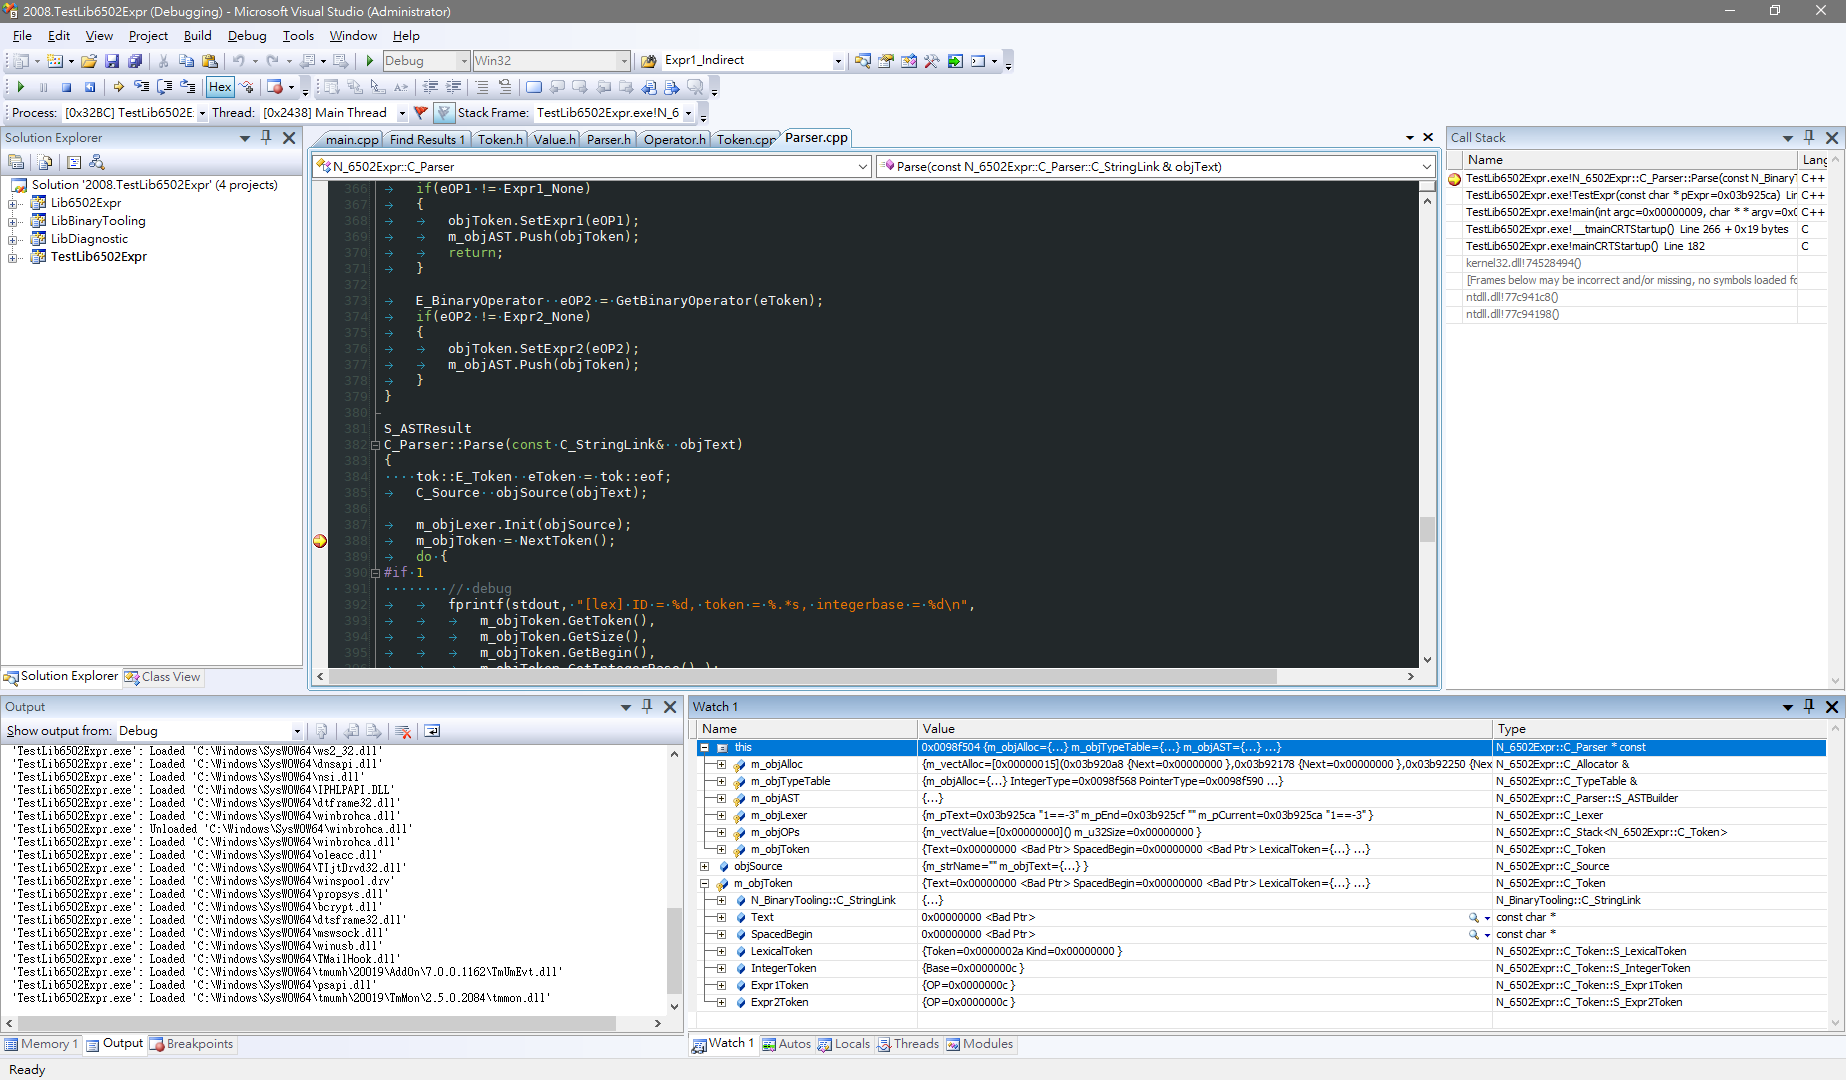 2008.TestLib6502Expr (Debugging) - Microsoft Visual Studio (Administrator)
File Edit View Project Build Debug Tools Window Help
Debug Win32 Expr1_Indirect
Hex
Process: [0x32BC] TestLib6502E: Thread: [0x2438] Main Thread Stack Frame: TestLib6502Expr.exe!N_6
Solution Explorer
Solution '2008.TestLib6502Expr' (4 projects)
Lib6502Expr
LibBinaryTooling
LibDiagnostic
TestLib6502Expr
Solution Explorer Class View
main.cpp Find Results 1 Token.h Value.h Parser.h Operator.h Token.cpp Parser.cpp
N_6502Expr::C_Parser Parse(const N_6502Expr::C_Parser::C_StringLink & objText)
366 if(eOP1 != Expr1_None)
367 {
368 objToken.SetExpr1(eOP1);
369 m_objAST.Push(objToken);
370 return;
371 }
372
373 E_BinaryOperator eOP2 = GetBinaryOperator(eToken);
374 if(eOP2 != Expr2_None)
375 {
376 objToken.SetExpr2(eOP2);
377 m_objAST.Push(objToken);
378 }
379 }
380
381 S_ASTResult
382 C_Parser::Parse(const C_StringLink& objText)
383 {
384 tok::E_Token eToken = tok::eof;
385 C_Source objSource(objText);
386
387 m_objLexer.Init(objSource);
388 m_objToken = NextToken();
389 do {
390 #if 1
391 // debug
392 fprintf(stdout, "[lex] ID = %d, token = %.*s, integerbase = %d\n",
393 m_objToken.GetToken(),
394 m_objToken.GetSize(),
395 m_objToken.GetBegin(),
396 m_objToken.GetIntegerBase() );
Call Stack
Name Lang
TestLib6502Expr.exe!N_6502Expr::C_Parser::Parse(const N_BinaryT C++
TestLib6502Expr.exe!TestExpr(const char * pExpr=0x03b925ca) Lin C++
TestLib6502Expr.exe!main(int argc=0x00000009, char * * argv=0x0 C++
TestLib6502Expr.exe!__tmainCRTStartup() Line 266 + 0x19 bytes C
TestLib6502Expr.exe!mainCRTStartup() Line 182 C
kernel32.dll!74528494()
[Frames below may be incorrect and/or missing, no symbols loaded fo
ntdll.dll!77c941c8()
ntdll.dll!77c94198()
Output
Show output from: Debug
'TestLib6502Expr.exe': Loaded 'C:\Windows\SysWOW64\ws2_32.dll'
'TestLib6502Expr.exe': Loaded 'C:\Windows\SysWOW64\dnsapi.dll'
'TestLib6502Expr.exe': Loaded 'C:\Windows\SysWOW64\nsi.dll'
'TestLib6502Expr.exe': Loaded 'C:\Windows\SysWOW64\IPHLPAPI.DLL'
'TestLib6502Expr.exe': Loaded 'C:\Windows\SysWOW64\dtframe32.dll'
'TestLib6502Expr.exe': Loaded 'C:\Windows\SysWOW64\winbrohca.dll'
'TestLib6502Expr.exe': Unloaded 'C:\Windows\SysWOW64\winbrohca.dll'
'TestLib6502Expr.exe': Loaded 'C:\Windows\SysWOW64\winbrohca.dll'
'TestLib6502Expr.exe': Loaded 'C:\Windows\SysWOW64\oleacc.dll'
'TestLib6502Expr.exe': Loaded 'C:\Windows\SysWOW64\TIjtDrvd32.dll'
'TestLib6502Expr.exe': Loaded 'C:\Windows\SysWOW64\winspool.drv'
'TestLib6502Expr.exe': Loaded 'C:\Windows\SysWOW64\propsys.dll'
'TestLib6502Expr.exe': Loaded 'C:\Windows\SysWOW64\bcrypt.dll'
'TestLib6502Expr.exe': Loaded 'C:\Windows\SysWOW64\dtsframe32.dll'
'TestLib6502Expr.exe': Loaded 'C:\Windows\SysWOW64\mswsock.dll'
'TestLib6502Expr.exe': Loaded 'C:\Windows\SysWOW64\winusb.dll'
'TestLib6502Expr.exe': Loaded 'C:\Windows\SysWOW64\TMailHook.dll'
'TestLib6502Expr.exe': Loaded 'C:\Windows\SysWOW64\tmumh\20019\AddOn\7.0.0.1162\TmUmEvt.dll'
'TestLib6502Expr.exe': Loaded 'C:\Windows\SysWOW64\psapi.dll'
'TestLib6502Expr.exe': Loaded 'C:\Windows\SysWOW64\tmumh\20019\TmMon\2.5.0.2084\tmmon.dll'
Memory 1 Output Breakpoints
Watch 1
Name Value Type
this 0x0098f504 {m_objAlloc={...} m_objTypeTable={...} m_objAST={...} ...} N_6502Expr::C_Parser * const
m_objAlloc {m_vectAlloc=[0x00000015](0x03b920a8 {Next=0x00000000 },0x03b92178 {Next=0x00000000 },0x03b92250 {Nex N_6502Expr::C_Allocator &
m_objTypeTable {m_objAlloc={...} IntegerType=0x0098f568 PointerType=0x0098f590 ...} N_6502Expr::C_TypeTable &
m_objAST {...} N_6502Expr::C_Parser::S_ASTBuilder
m_objLexer {m_pText=0x03b925ca "1==-3" m_pEnd=0x03b925cf "" m_pCurrent=0x03b925ca "1==-3" } N_6502Expr::C_Lexer
m_objOPs {m_vectValue=[0x00000000]() m_u32Size=0x00000000 } N_6502Expr::C_Stack<N_6502Expr::C_Token>
m_objToken {Text=0x00000000 <Bad Ptr> SpacedBegin=0x00000000 <Bad Ptr> LexicalToken={...} ...} N_6502Expr::C_Token
objSource {m_strName="" m_objText={...} } N_6502Expr::C_Source
m_objToken {Text=0x00000000 <Bad Ptr> SpacedBegin=0x00000000 <Bad Ptr> LexicalToken={...} ...} N_6502Expr::C_Token
N_BinaryTooling::C_StringLink {...} N_BinaryTooling::C_StringLink
Text 0x00000000 <Bad Ptr> const char *
SpacedBegin 0x00000000 <Bad Ptr> const char *
LexicalToken {Token=0x0000002a Kind=0x00000000 } N_6502Expr::C_Token::S_LexicalToken
IntegerToken {Base=0x0000000c } N_6502Expr::C_Token::S_IntegerToken
Expr1Token {OP=0x0000000c } N_6502Expr::C_Token::S_Expr1Token
Expr2Token {OP=0x0000000c } N_6502Expr::C_Token::S_Expr2Token
Watch 1 Autos Locals Threads Modules
Ready